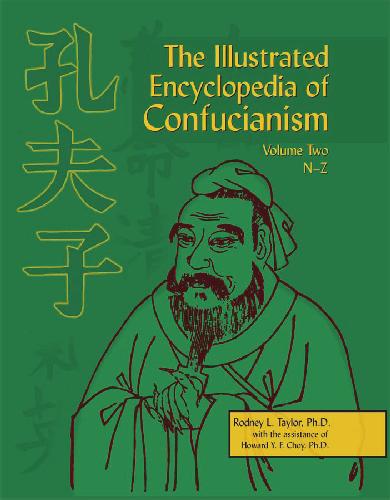 孔夫子
The Illustrated
Encyclopedia of
Confucianism
Volume Two
N–Z
Rodney L. Taylor, Ph.D.
with the assistance of
Howard Y. F. Choy, Ph.D.